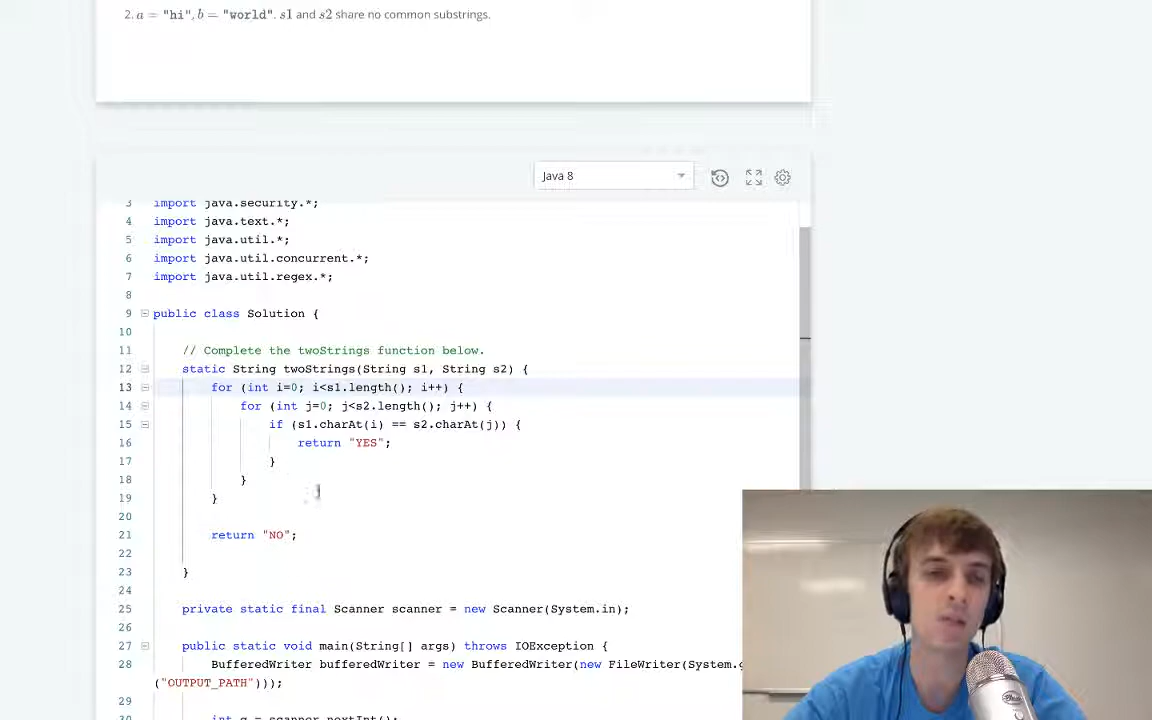 2. a = "hi", b = "world". s1 and s2 share no common substrings.
Java 8
3 import java.security.*;
4 import java.text.*;
5 import java.util.*;
6 import java.util.concurrent.*;
7 import java.util.regex.*;
8
9 public class Solution {
10
11 // Complete the twoStrings function below.
12 static String twoStrings(String s1, String s2) {
13 for (int i=0; i<s1.length(); i++) {
14 for (int j=0; j<s2.length(); j++) {
15 if (s1.charAt(i) == s2.charAt(j)) {
16 return "YES";
17 }
18 }
19 }
20
21 return "NO";
22
23 }
24
25 private static final Scanner scanner = new Scanner(System.in);
26
27 public static void main(String[] args) throws IOException {
28 BufferedWriter bufferedWriter = new BufferedWriter(new FileWriter(System.g
("OUTPUT_PATH")));
29
30 int q = scanner.nextInt();